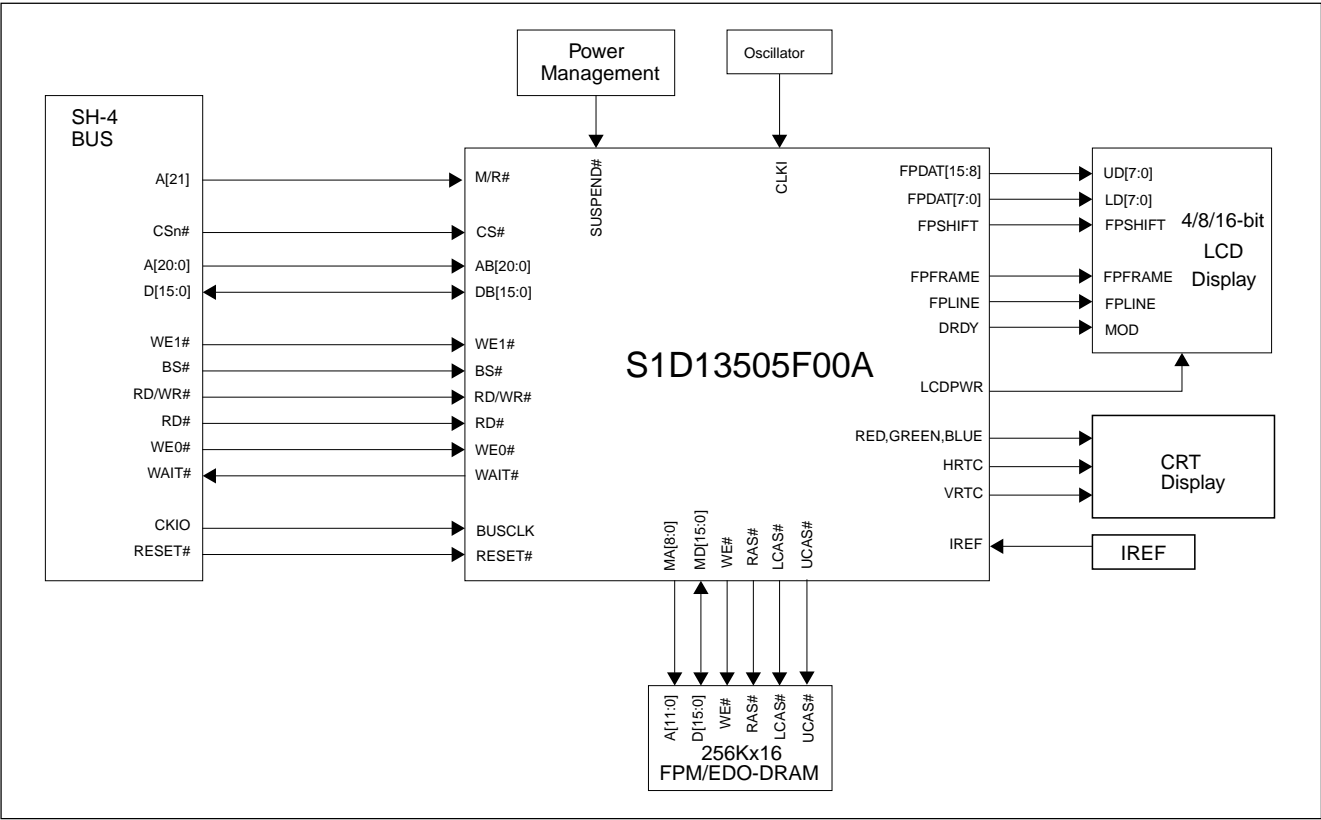 Power
Management
Oscillator
SH-4
BUS
A[21]
CSn#
A[20:0]
D[15:0]
WE1#
BS#
RD/WR#
RD#
WE0#
WAIT#
CKIO
RESET#
M/R#
CS#
AB[20:0]
DB[15:0]
WE1#
BS#
RD/WR#
RD#
WE0#
WAIT#
BUSCLK
RESET#
SUSPEND#
CLKI
S1D13505F00A
FPDAT[15:8]
FPDAT[7:0]
FPSHIFT
FPFRAME
FPLINE
DRDY
LCDPWR
RED,GREEN,BLUE
HRTC
VRTC
IREF
UD[7:0]
LD[7:0]
FPSHIFT
FPFRAME
FPLINE
MOD
4/8/16-bit
LCD
Display
CRT
Display
IREF
MA[8:0]
MD[15:0]
WE#
RAS#
LCAS#
UCAS#
A[11:0]
D[15:0]
WE#
RAS#
LCAS#
UCAS#
256Kx16
FPM/EDO-DRAM